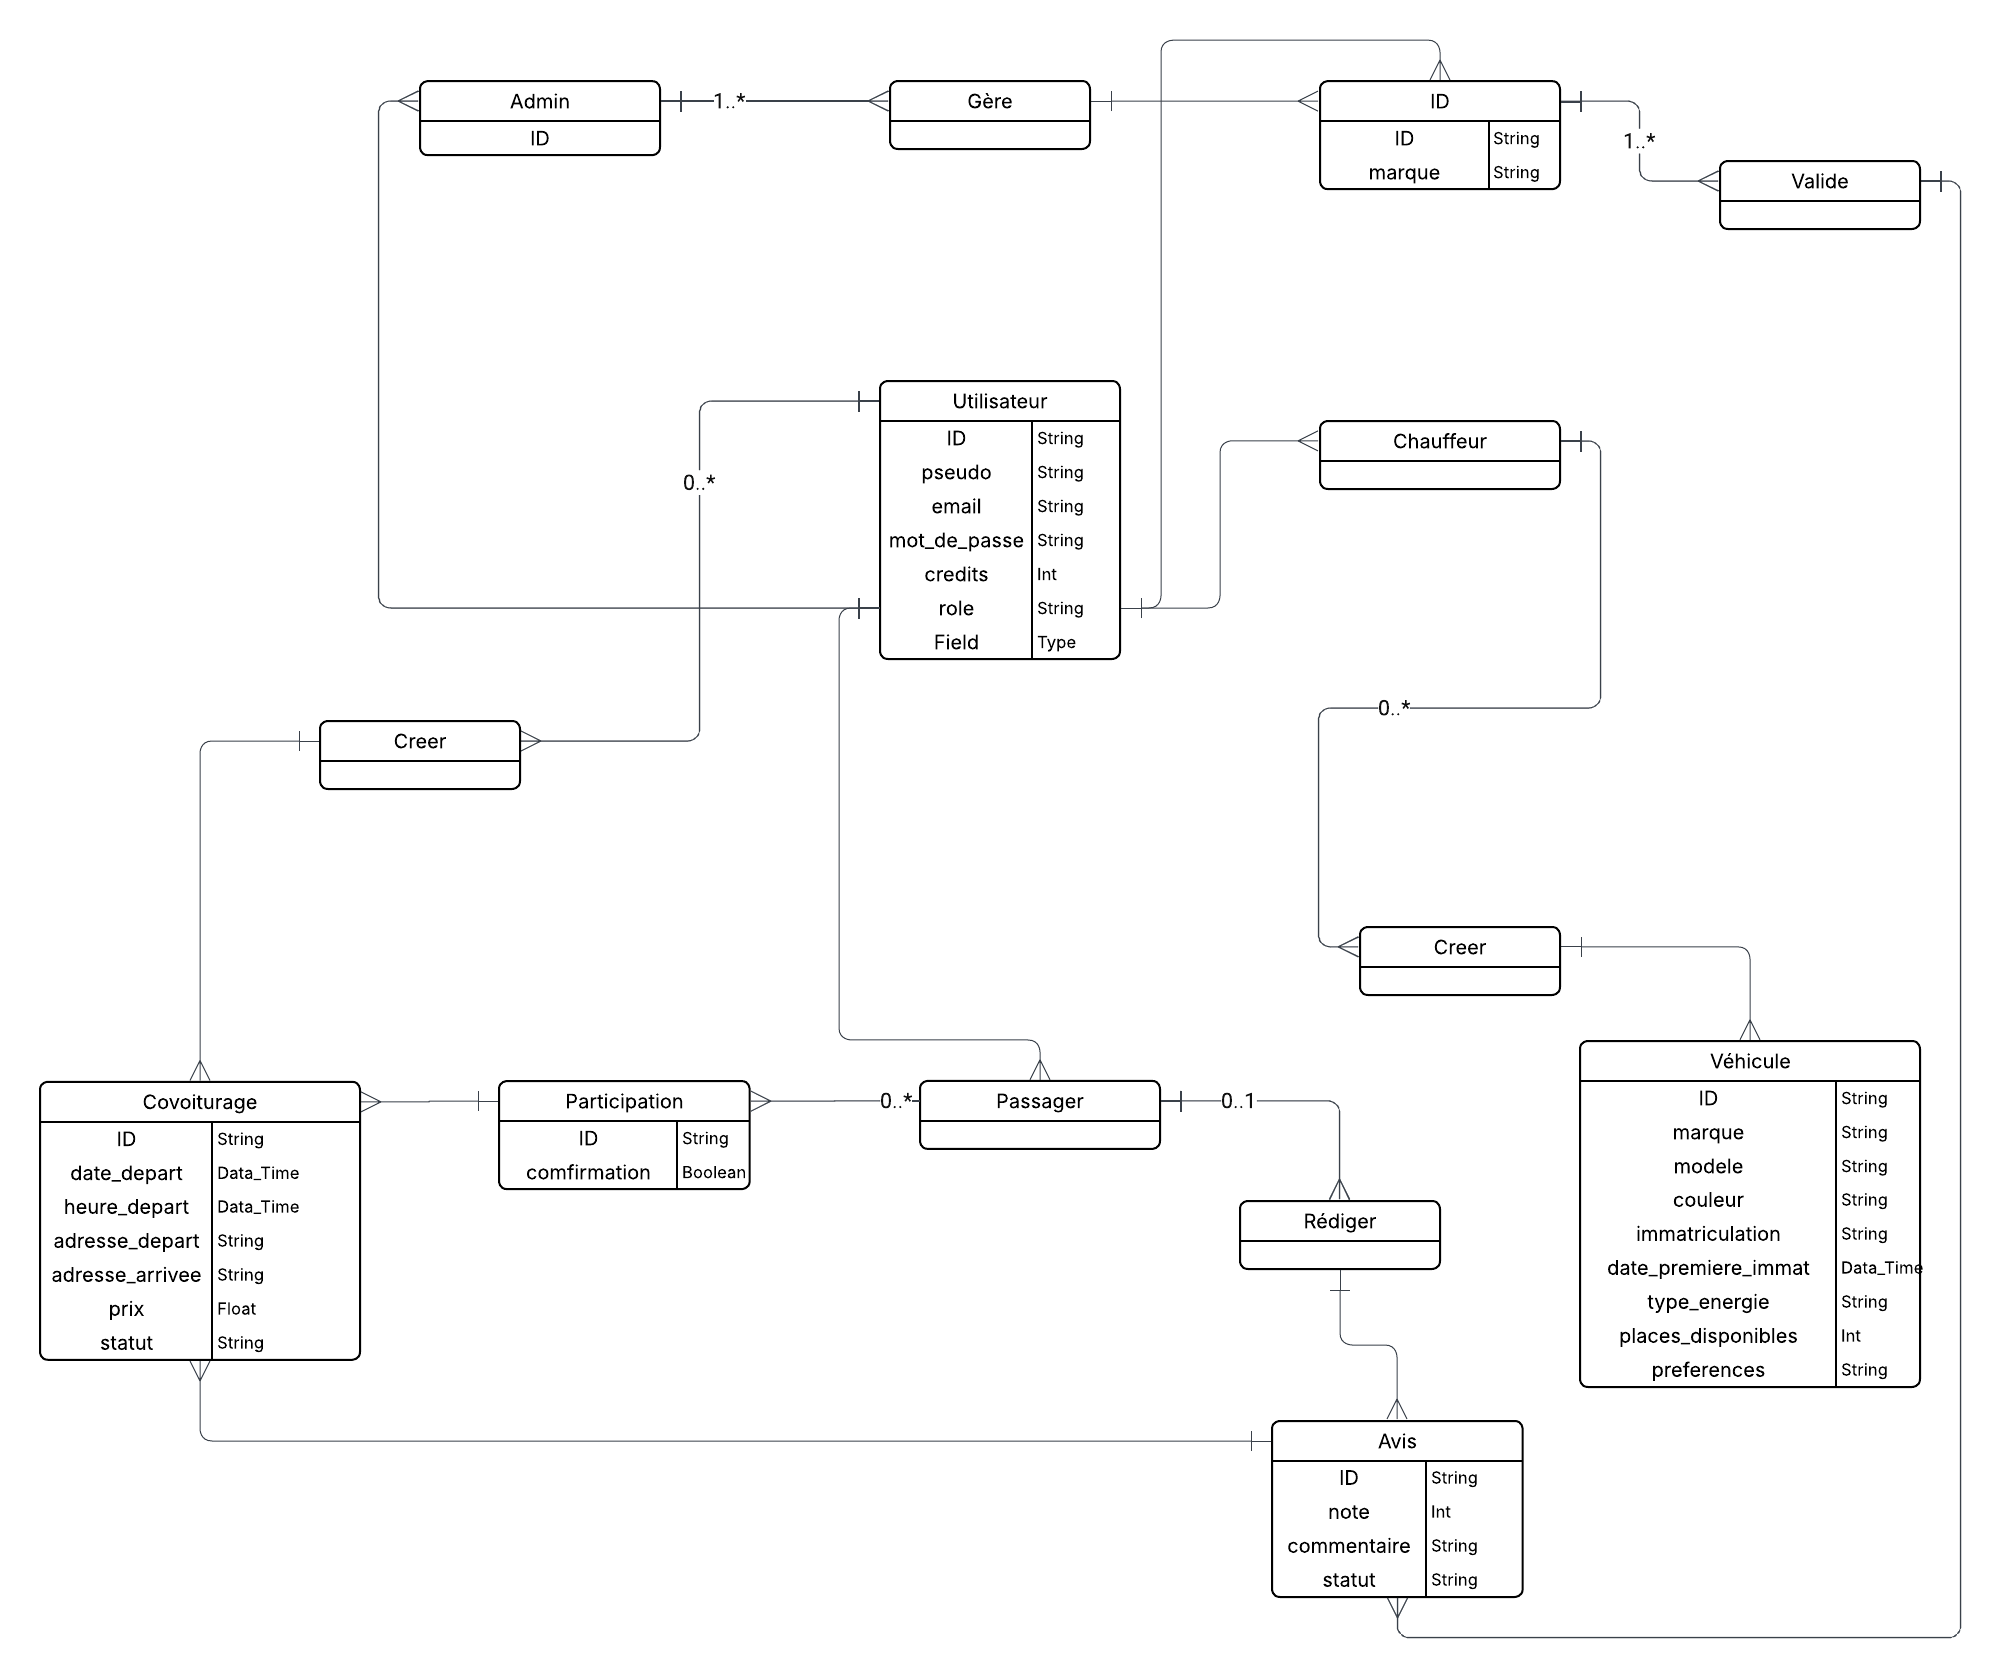 Admin
ID
1..*
Gère
ID
ID String
marque String
1..*
Valide
Utilisateur
ID String
pseudo String
email String
mot_de_passe String
credits Int
role String
Field Type
Chauffeur
0..*
Creer
0..*
Creer
Covoiturage
ID String
date_depart Data_Time
heure_depart Data_Time
adresse_depart String
adresse_arrivee String
prix Float
statut String
Participation
ID String
comfirmation Boolean
0..*
Passager
0..1
Rédiger
Véhicule
ID String
marque String
modele String
couleur String
immatriculation String
date_premiere_immat Data_Time
type_energie String
places_disponibles Int
preferences String
Avis
ID String
note Int
commentaire String
statut String